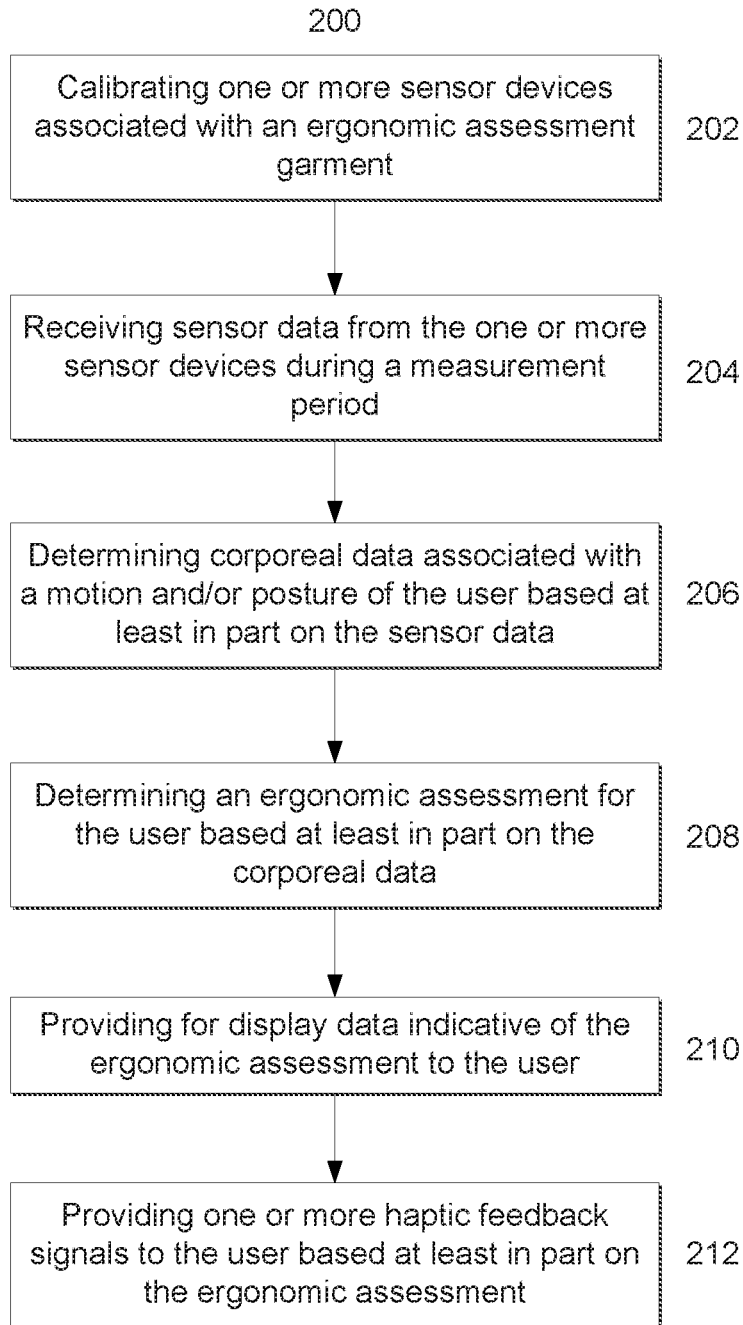 200
Calibrating one or more sensor devices
associated with an ergonomic assessment
garment
202
Receiving sensor data from the one or more
sensor devices during a measurement
period
204
Determining corporeal data associated with
a motion and/or posture of the user based at
least in part on the sensor data
206
Determining an ergonomic assessment for
the user based at least in part on the
corporeal data
208
Providing for display data indicative of the
ergonomic assessment to the user
210
Providing one or more haptic feedback
signals to the user based at least in part on
the ergonomic assessment
212